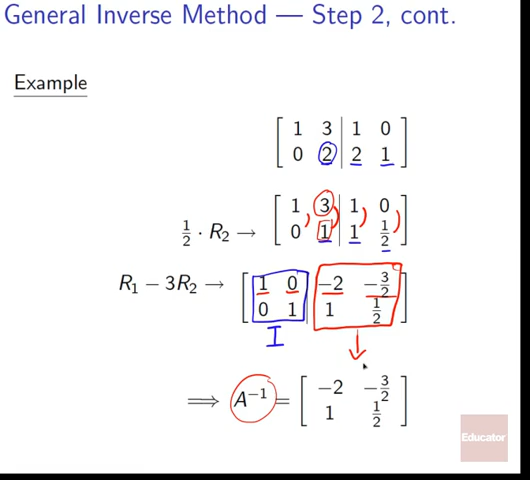 General Inverse Method — Step 2, cont.
Example
[ 1 3 | 1 0 ]
[ 0 2 | 2 1 ]
[ 1 3 | 1 0 ]
½ · R₂ → [ 0 1 | 1 ½ ]
R₁ − 3R₂ → [ 1 0 | −2 −3/2 ]
[ 0 1 | 1 ½ ]
I
⟹ A⁻¹ = [ −2 −3/2 ]
[ 1 ½ ]
Educator